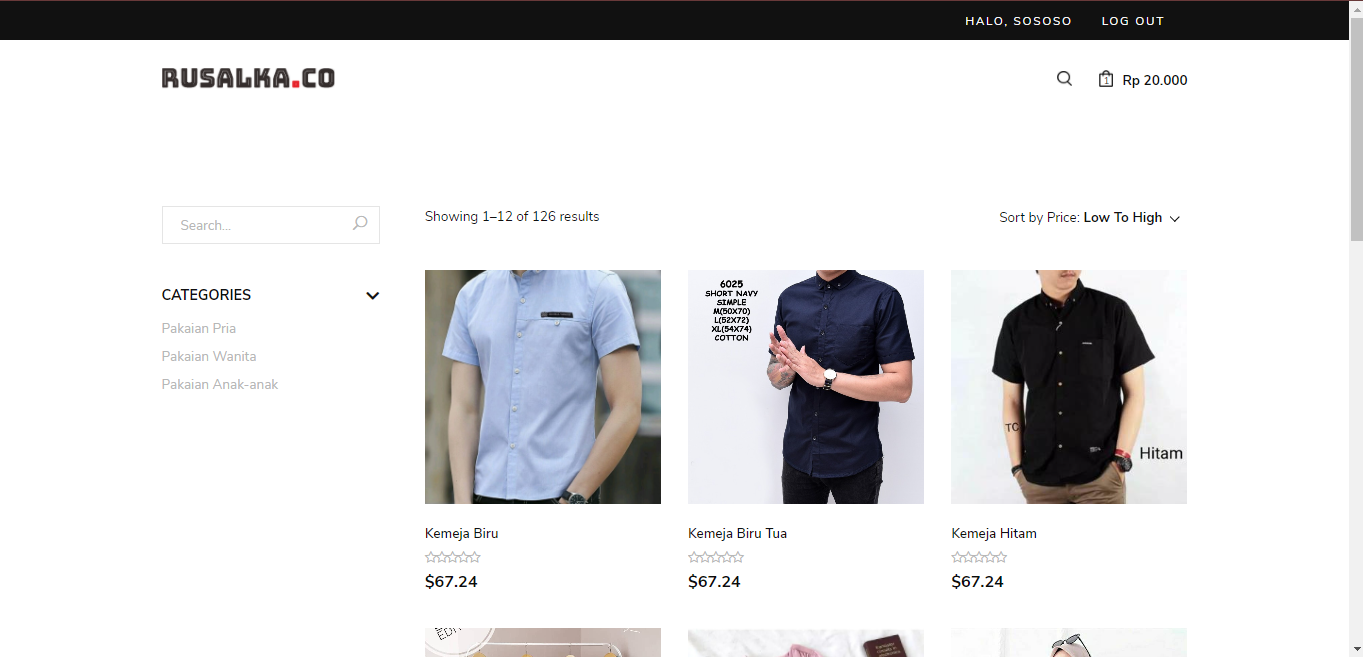 HALO, SOSOSO
LOG OUT
RUSALKA.CO
1
Rp 20.000
Search...
Showing 1–12 of 126 results
Sort by Price: Low To High
CATEGORIES
Pakaian Pria
Pakaian Wanita
Pakaian Anak-anak
6025
SHORT NAVY
SIMPLE
M(50X70)
L(52X72)
XL(54X74)
COTTON
TC
Hitam
Kemeja Biru
$67.24
Kemeja Biru Tua
$67.24
Kemeja Hitam
$67.24